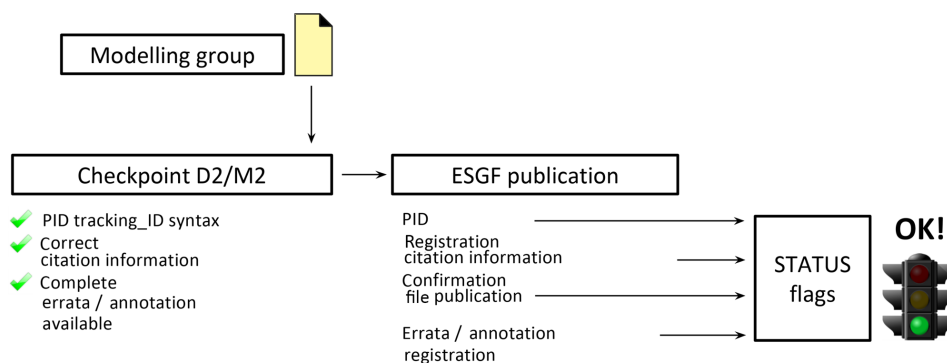 Modelling group
Checkpoint D2/M2
ESGF publication
PID tracking_ID syntax
Correct
citation information
Complete
errata / annotation
available
PID
Registration
citation information
Confirmation
file publication
Errata / annotation
registration
STATUS
flags
OK!